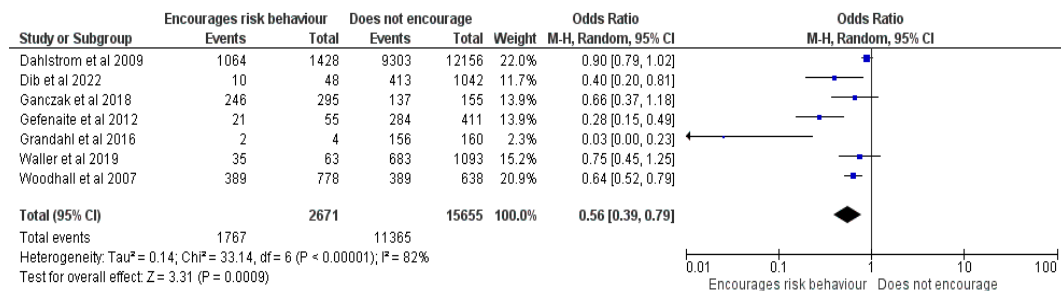 Encourages risk behaviour Does not encourage Odds Ratio Odds Ratio
Study or Subgroup Events Total Events Total Weight M-H, Random, 95% CI M-H, Random, 95% CI
Dahlstrom et al 2009 1064 1428 9303 12156 22.0% 0.90 [0.79, 1.02]
Dib et al 2022 10 48 413 1042 11.7% 0.40 [0.20, 0.81]
Ganczak et al 2018 246 295 137 155 13.9% 0.66 [0.37, 1.18]
Gefenaite et al 2012 21 55 284 411 13.9% 0.28 [0.15, 0.49]
Grandahl et al 2016 2 4 156 160 2.3% 0.03 [0.00, 0.23]
Waller et al 2019 35 63 683 1093 15.2% 0.75 [0.45, 1.25]
Woodhall et al 2007 389 778 389 638 20.9% 0.64 [0.52, 0.79]
Total (95% CI) 2671 15655 100.0% 0.56 [0.39, 0.79]
Total events 1767 11365
Heterogeneity: Tau² = 0.14; Chi² = 33.14, df = 6 (P < 0.00001); I² = 82%
Test for overall effect: Z = 3.31 (P = 0.0009)
0.01 0.1 1 10 100
Encourages risk behaviour Does not encourage